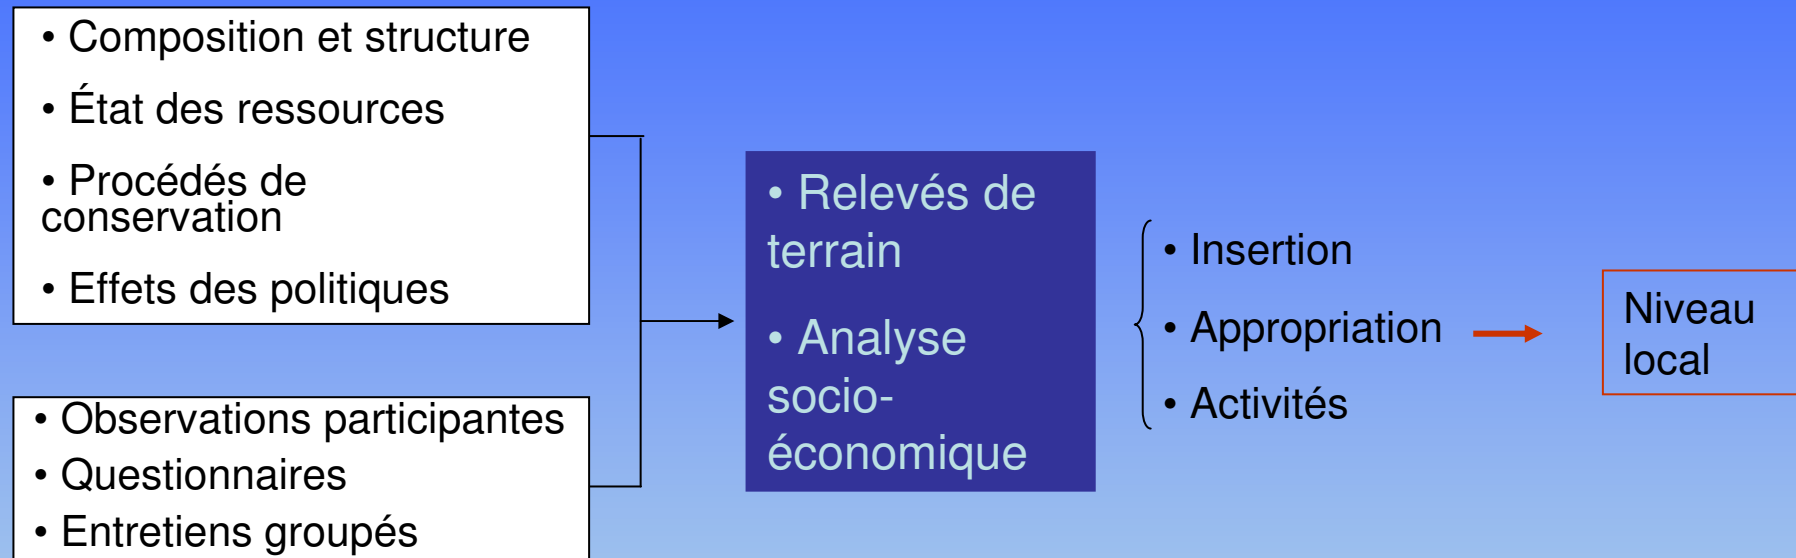 • Composition et structure
• État des ressources
• Procédés de
conservation
• Effets des politiques
• Observations participantes
• Questionnaires
• Entretiens groupés
• Relevés de
terrain
• Analyse
socio-
économique
• Insertion
• Appropriation
• Activités
Niveau
local